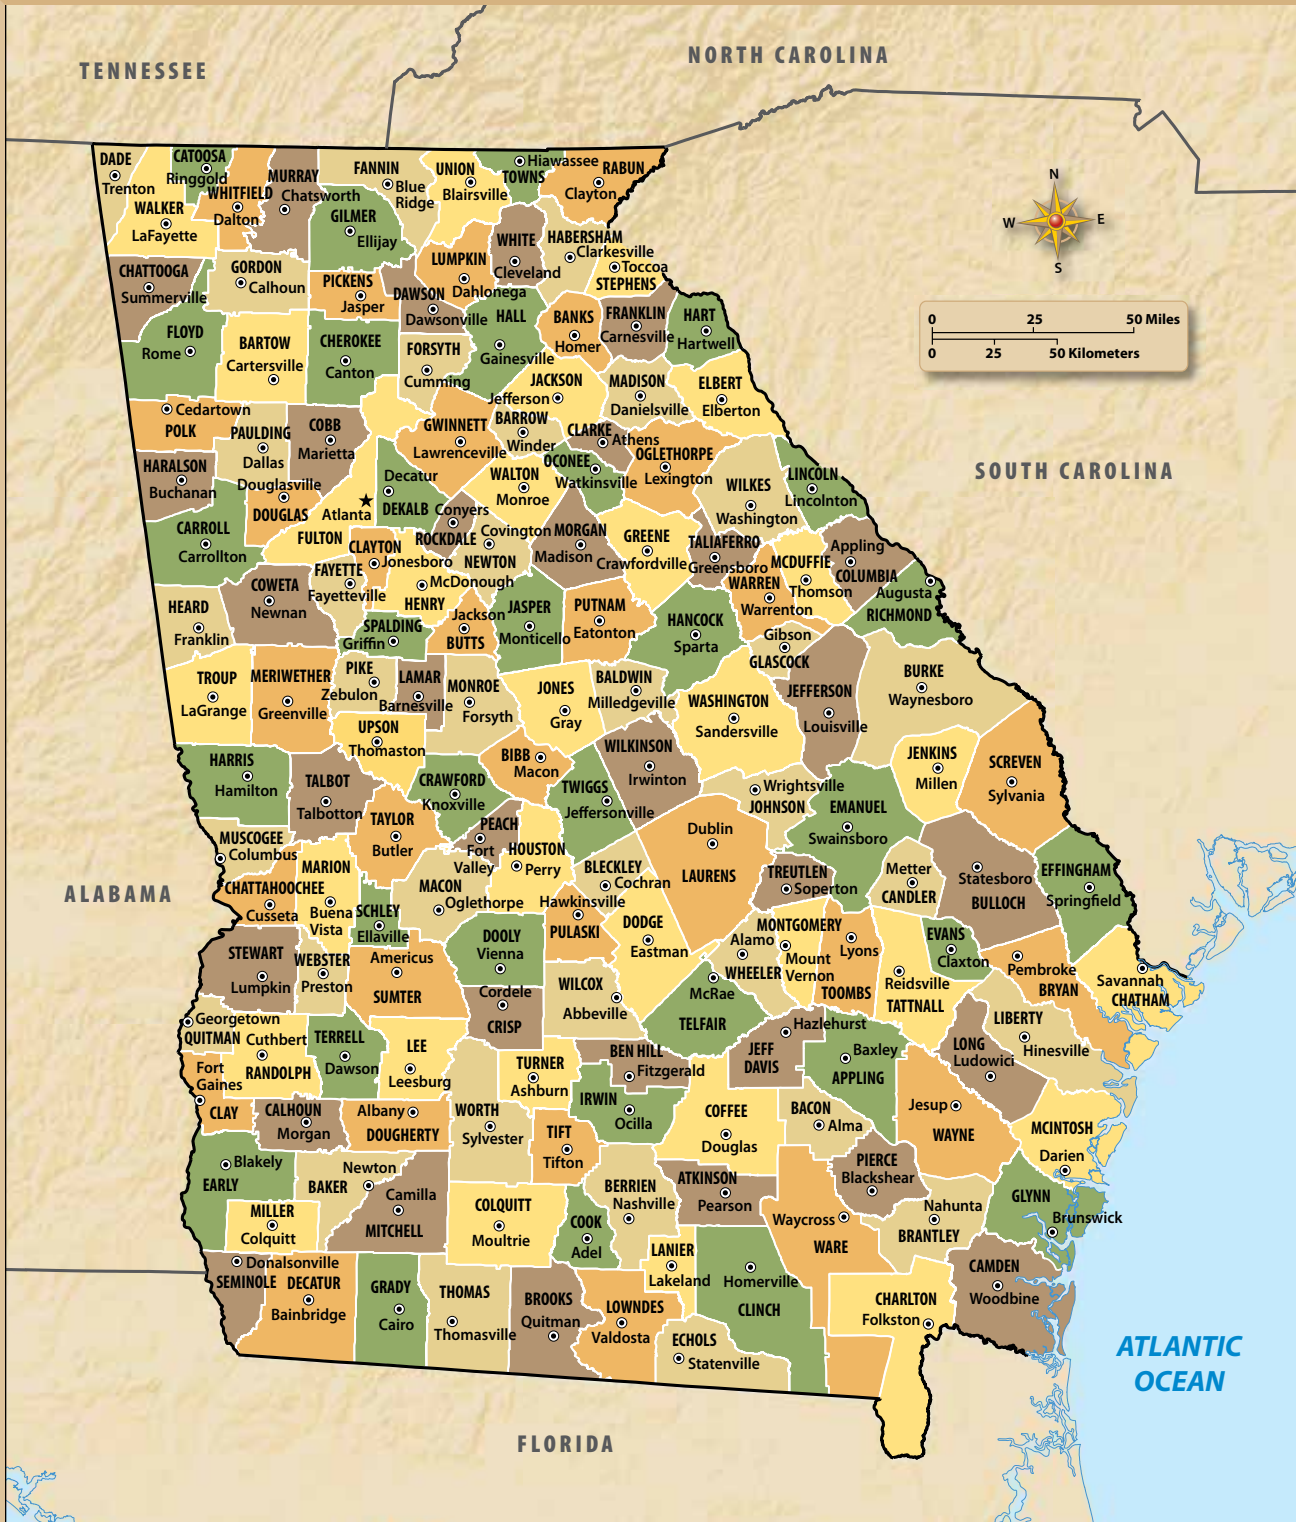 TENNESSEE
NORTH CAROLINA
DADE
Trenton
CATOOSA
Ringgold
WHITFIELD
Dalton
MURRAY
Chatsworth
FANNIN
Blue
Ridge
UNION
Blairsville
Hiawassee
TOWNS
RABUN
Clayton
WALKER
LaFayette
GILMER
Ellijay
N
W
E
S
CHATTOOGA
Summerville
GORDON
Calhoun
PICKENS
Jasper
DAWSON
Dawsonville
LUMPKIN
Dahlonega
WHITE
Cleveland
HABERSHAM
Clarkesville
Toccoa
STEPHENS
0
25
50 Miles
0
25
50 Kilometers
FLOYD
Rome
BARTOW
Cartersville
CHEROKEE
Canton
FORSYTH
Cumming
HALL
Gainesville
BANKS
Homer
FRANKLIN
Carnesville
HART
Hartwell
JACKSON
Jefferson
MADISON
Danielsville
ELBERT
Elberton
Cedartown
POLK
PAULDING
Dallas
COBB
Marietta
GWINNETT
Lawrenceville
BARROW
Winder
CLARKE
Athens
OCONEE
Watkinsville
OGLETHORPE
Lexington
HARALSON
Buchanan
Douglasville
DOUGLAS
Atlanta
FULTON
Decatur
DEKALB
Conyers
ROCKDALE
WALTON
Monroe
WILKES
Washington
LINCOLN
Lincolnton
SOUTH CAROLINA
CARROLL
Carrollton
CLAYTON
Jonesboro
FAYETTE
Fayetteville
Covington
NEWTON
MORGAN
Madison
GREENE
Crawfordville
TALIAFERRO
Greensboro
WARREN
Warrenton
MCDUFFIE
Thomson
Appling
COLUMBIA
Augusta
RICHMOND
HEARD
Franklin
COWETA
Newnan
McDonough
HENRY
SPALDING
Griffin
Jackson
BUTTS
JASPER
Monticello
PUTNAM
Eatonton
HANCOCK
Sparta
Gibson
GLASCOCK
TROUP
LaGrange
MERIWETHER
Greenville
PIKE
Zebulon
LAMAR
Barnesville
MONROE
Forsyth
JONES
Gray
BALDWIN
Milledgeville
WASHINGTON
Sandersville
JEFFERSON
Louisville
BURKE
Waynesboro
UPSON
Thomaston
HARRIS
Hamilton
TALBOT
Talbotton
CRAWFORD
Knoxville
BIBB
Macon
TWIGGS
Jeffersonville
WILKINSON
Irwinton
Wrightsville
JOHNSON
EMANUEL
Swainsboro
JENKINS
Millen
SCREVEN
Sylvania
MUSCOGEE
Columbus
TAYLOR
Butler
PEACH
Fort
Valley
HOUSTON
Perry
BLECKLEY
Cochran
Dublin
LAURENS
TREUTLEN
Soperton
Metter
CANDLER
Statesboro
BULLOCH
EFFINGHAM
Springfield
ALABAMA
CHATTAHOOCHEE
Cusseta
MARION
Buena
Vista
SCHLEY
Ellaville
MACON
Oglethorpe
Hawkinsville
PULASKI
DODGE
Eastman
STEWART
Lumpkin
WEBSTER
Preston
Americus
SUMTER
DOOLY
Vienna
Cordele
CRISP
WILCOX
Abbeville
Alamo
WHEELER
MONTGOMERY
Mount
Vernon
Lyons
TOOMBS
Reidsville
TATTNALL
EVANS
Claxton
Pembroke
BRYAN
Savannah
CHATHAM
McRae
TELFAIR
Georgetown
QUITMAN
Cuthbert
RANDOLPH
TERRELL
Dawson
LEE
Leesburg
TURNER
Ashburn
BEN HILL
Fitzgerald
JEFF
DAVIS
Hazlehurst
Baxley
APPLING
LONG
Ludowici
LIBERTY
Hinesville
Fort
Gaines
CLAY
CALHOUN
Morgan
Albany
DOUGHERTY
WORTH
Sylvester
TIFT
Tifton
IRWIN
Ocilla
COFFEE
Douglas
BACON
Alma
Jesup
WAYNE
MCINTOSH
Darien
Blakely
EARLY
Newton
BAKER
Camilla
MITCHELL
MILLER
Colquitt
COLQUITT
Moultrie
COOK
Adel
BERRIEN
Nashville
ATKINSON
Pearson
PIERCE
Blackshear
Waycross
WARE
Nahunta
BRANTLEY
GLYNN
Brunswick
Donalsonville
SEMINOLE
DECATUR
Bainbridge
GRADY
Cairo
THOMAS
Thomasville
BROOKS
Quitman
LOWNDES
Valdosta
LANIER
Lakeland
ECHOLS
Statenville
Homerville
CLINCH
CHARLTON
Folkston
CAMDEN
Woodbine
ATLANTIC
OCEAN
FLORIDA